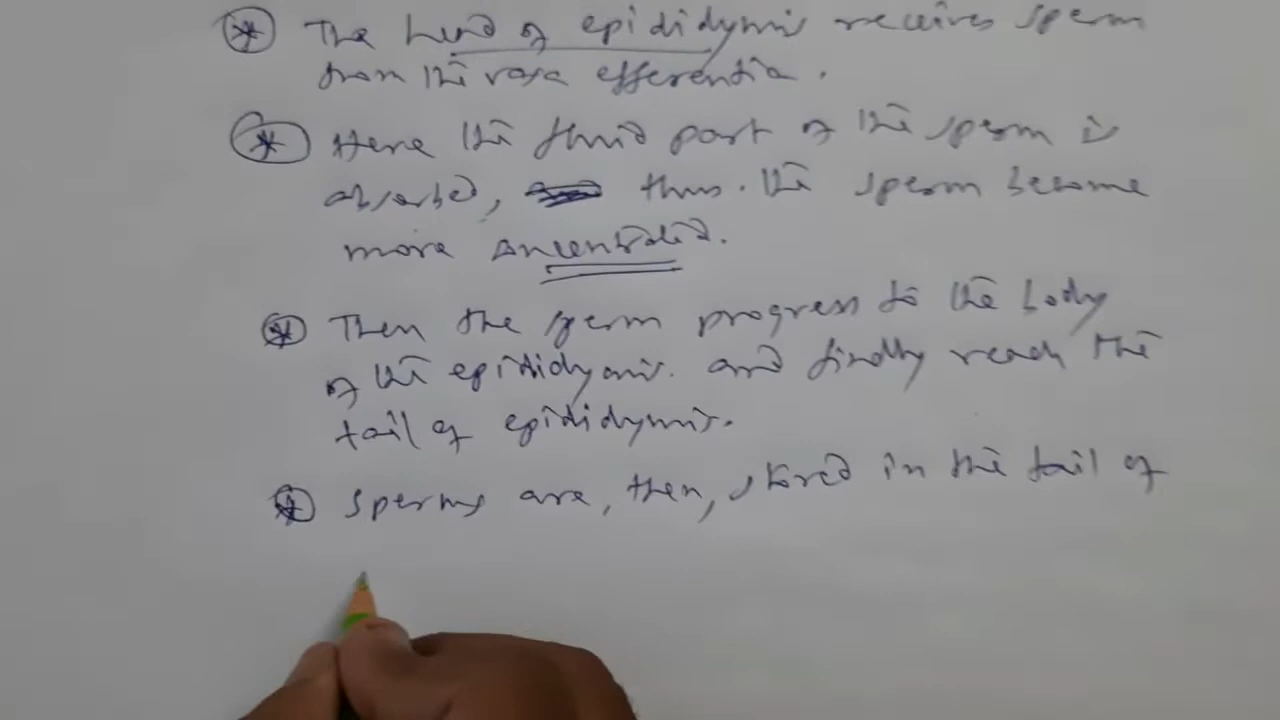 * The head of epididymis receives sperm
from the vasa efferentia.
* Here the fluid part of the sperm is
absorbed, thus. the sperm become
more concentrated.
* Then the sperm progress to the body
of the epididymis. and finally reach the
tail of epididymis.
* Sperms are, then, stored in the tail of